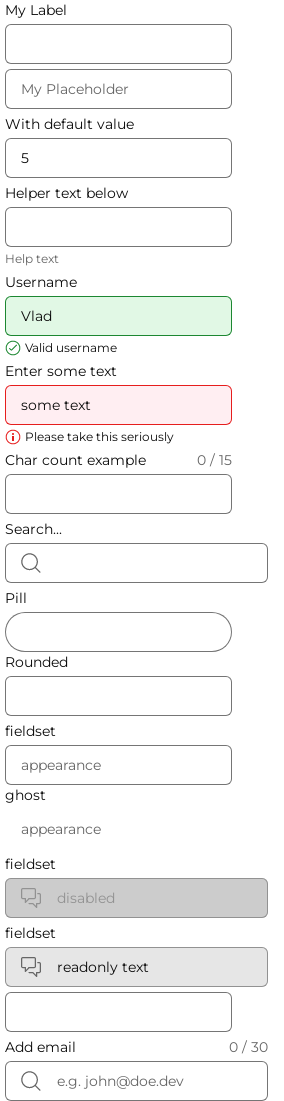 My Label
My Placeholder
With default value
5
Helper text below
Help text
Username
Vlad
Valid username
Enter some text
some text
Please take this seriously
Char count example 0 / 15
Search...
Pill
Rounded
fieldset
appearance
ghost
appearance
fieldset
disabled
fieldset
readonly text
Add email 0 / 30
e.g. john@doe.dev